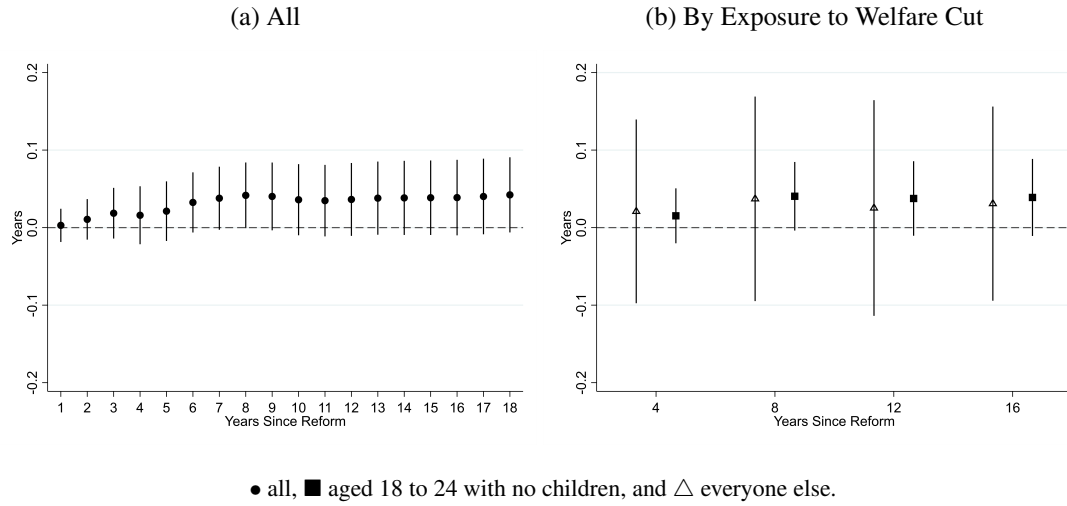 (a) All
(b) By Exposure to Welfare Cut
0.2
0.1
0.0
-0.1
-0.2
Years
1 2 3 4 5 6 7 8 9 10 11 12 13 14 15 16 17 18
Years Since Reform
0.2
0.1
0.0
-0.1
-0.2
Years
4 8 12 16
Years Since Reform
● all, ■ aged 18 to 24 with no children, and △ everyone else.